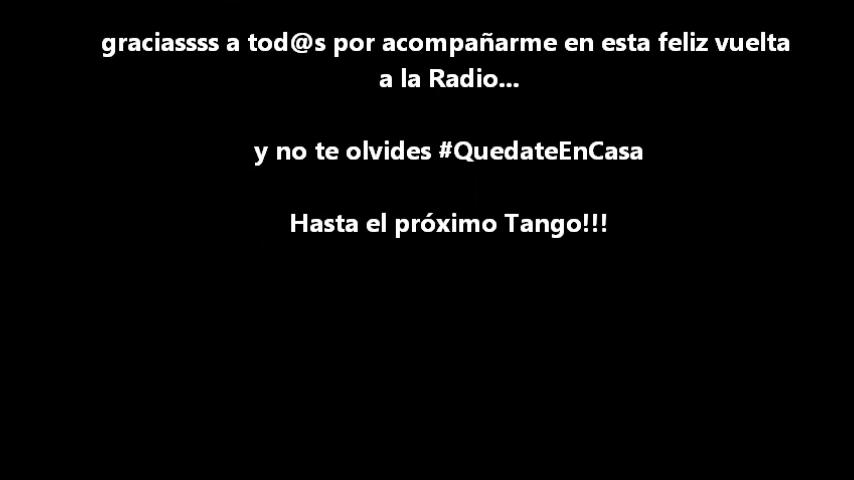 graciassss a tod@s por acompañarme en esta feliz vuelta
a la Radio...
y no te olvides #QuedateEnCasa
Hasta el próximo Tango!!!